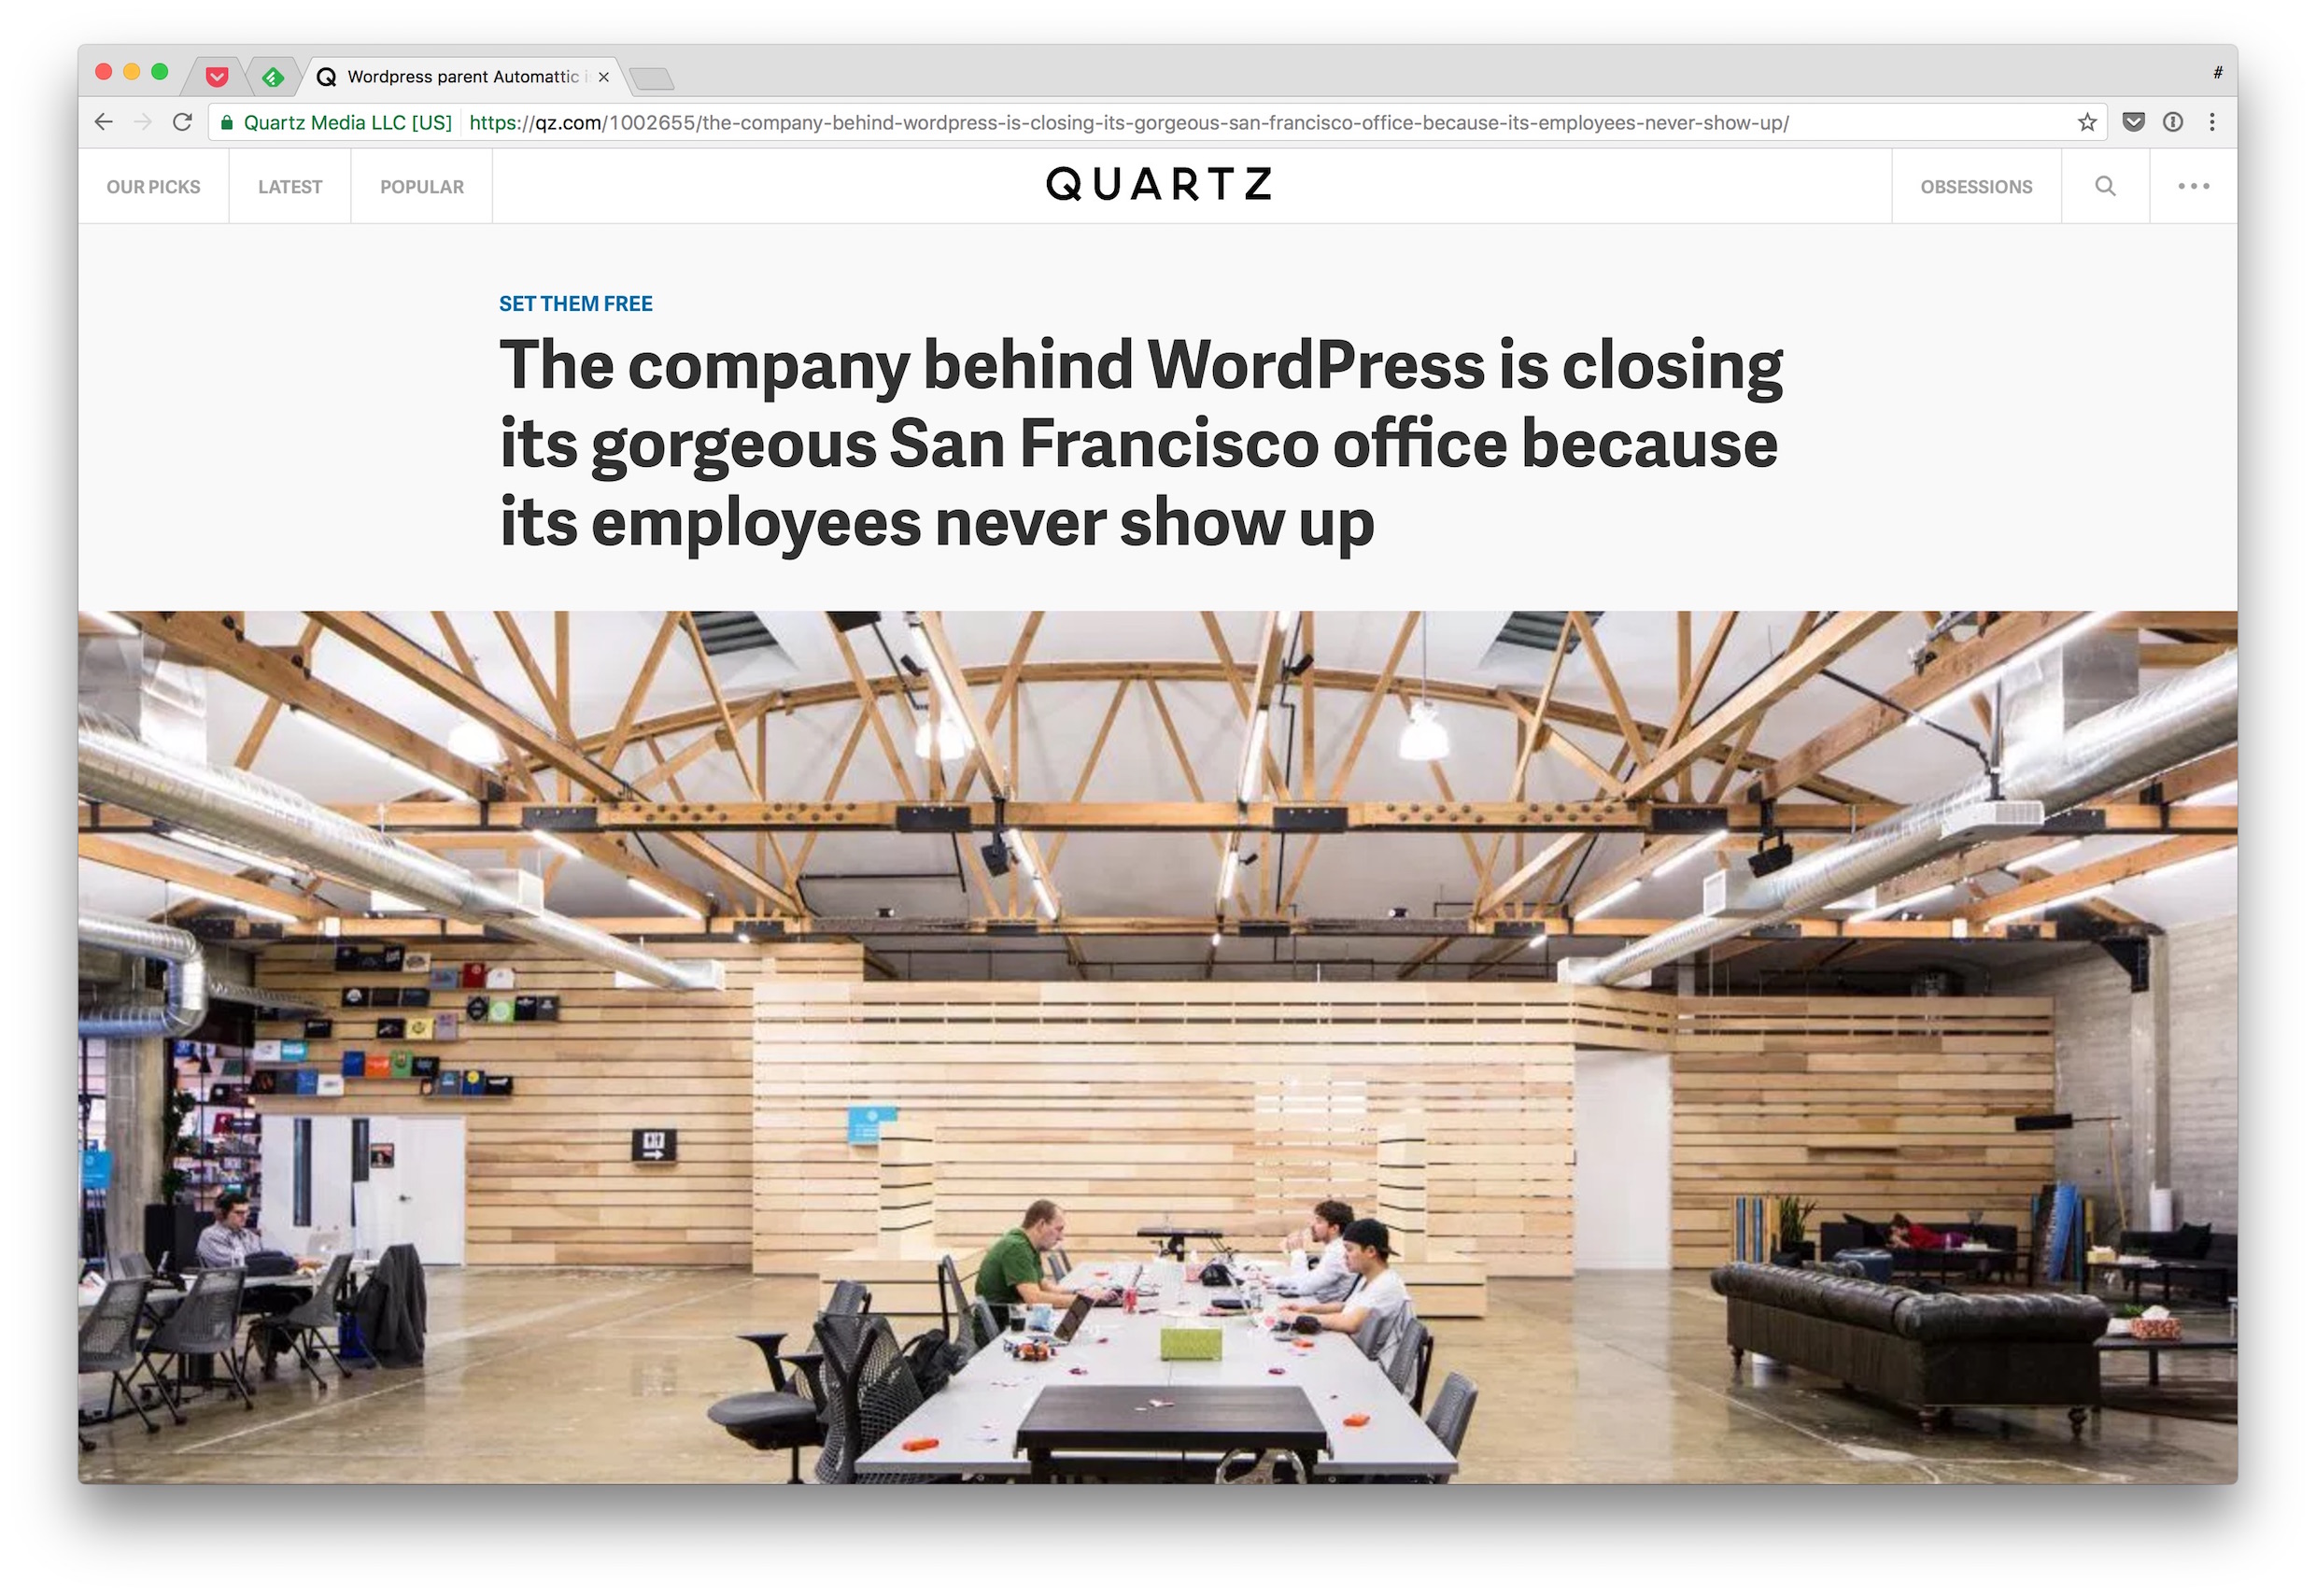 Wordpress parent Automattic
#
Quartz Media LLC [US] https://qz.com/1002655/the-company-behind-wordpress-is-closing-its-gorgeous-san-francisco-office-because-its-employees-never-show-up/
OUR PICKS LATEST POPULAR QUARTZ OBSESSIONS
SET THEM FREE
The company behind WordPress is closing
its gorgeous San Francisco office because
its employees never show up